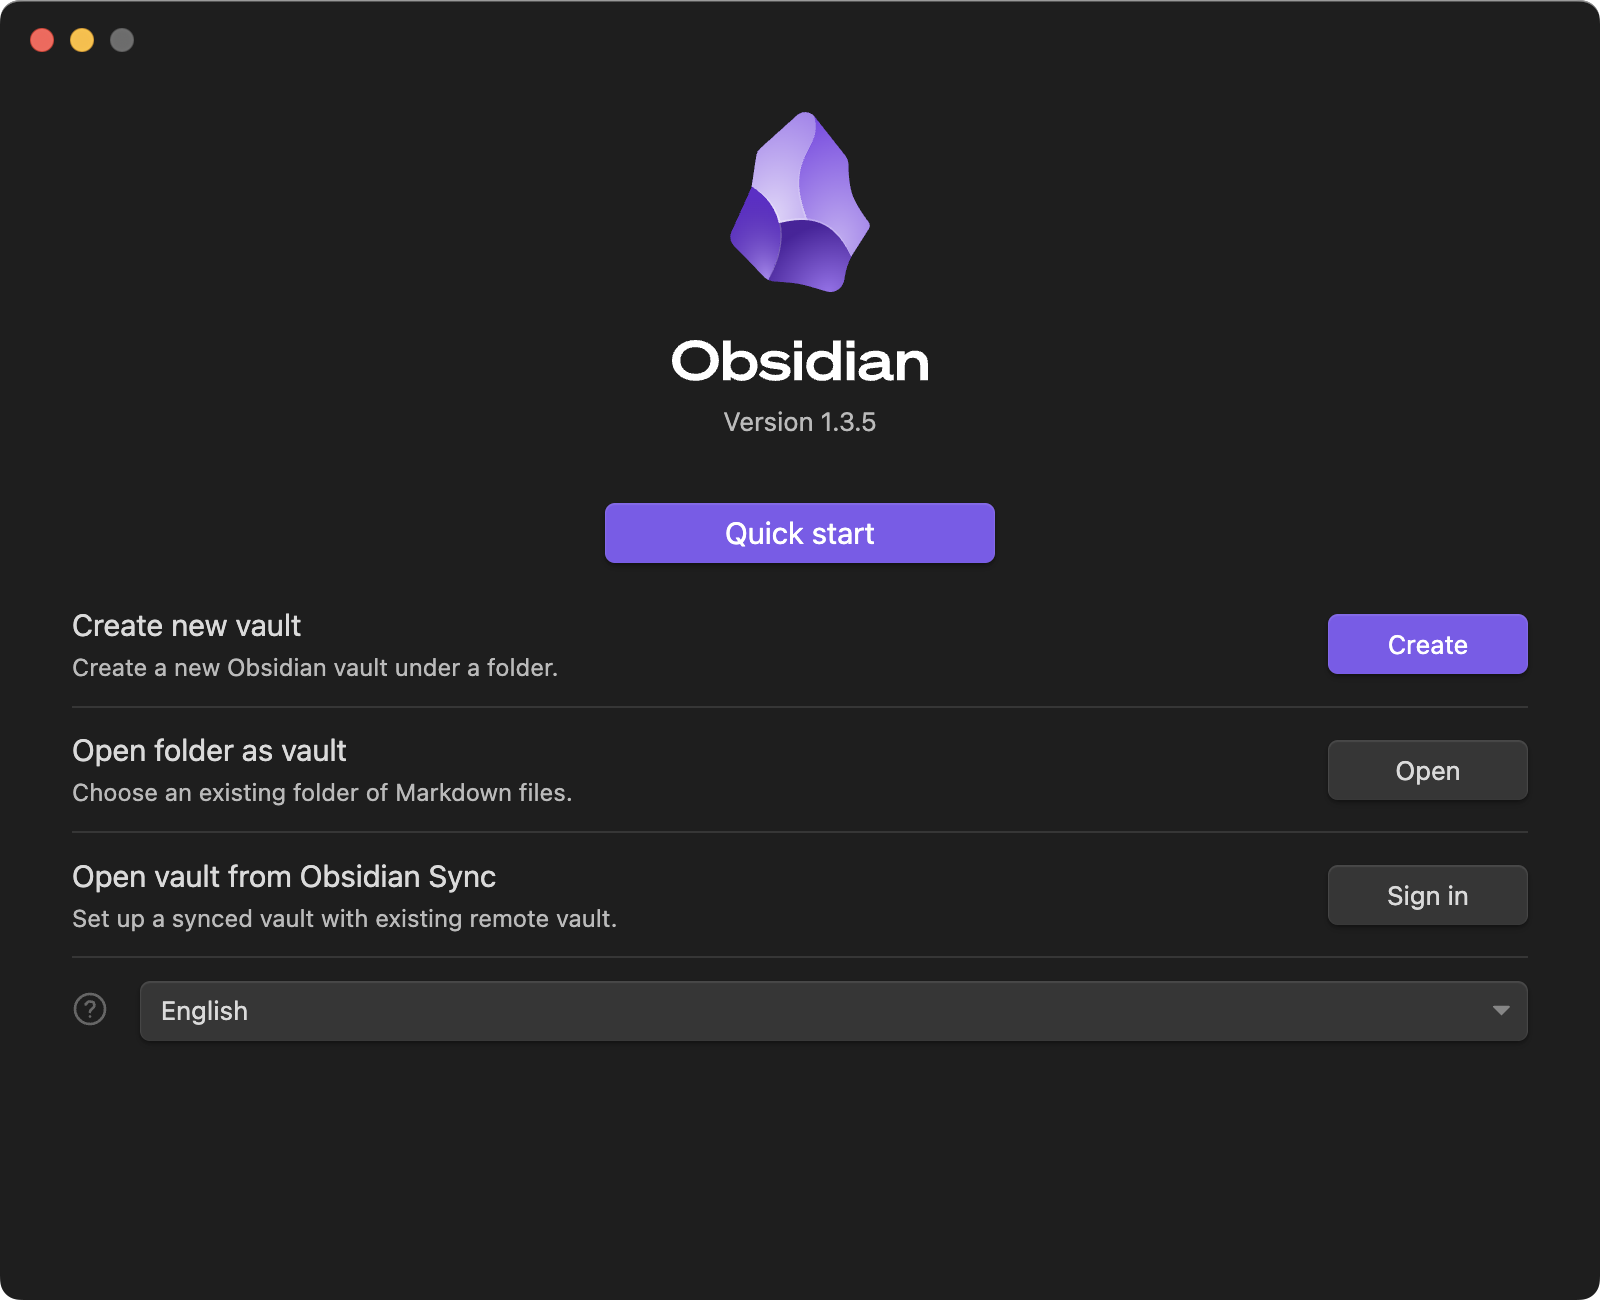 Obsidian
Version 1.3.5
Quick start
Create new vault
Create a new Obsidian vault under a folder.
Create
Open folder as vault
Choose an existing folder of Markdown files.
Open
Open vault from Obsidian Sync
Set up a synced vault with existing remote vault.
Sign in
?
English